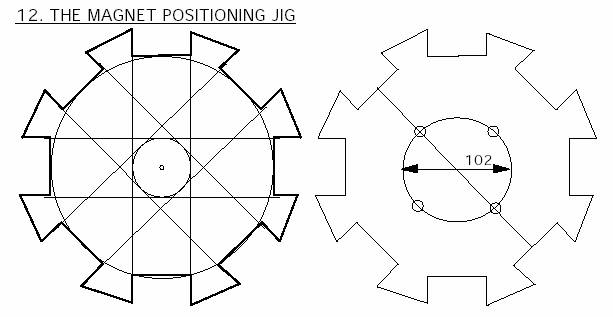 12. THE MAGNET POSITIONING JIG
102